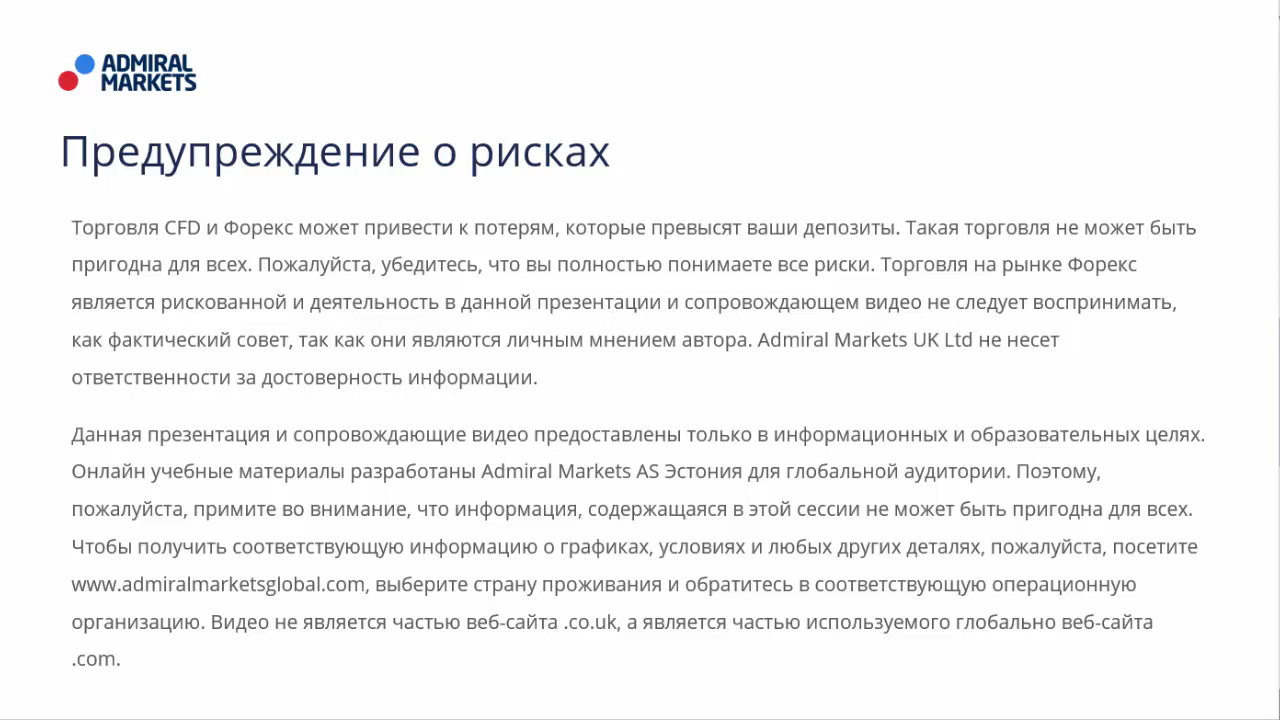 ADMIRAL
MARKETS
Предупреждение о рисках
Торговля CFD и Форекс может привести к потерям, которые превысят ваши депозиты. Такая торговля не может быть
пригодна для всех. Пожалуйста, убедитесь, что вы полностью понимаете все риски. Торговля на рынке Форекс
является рискованной и деятельность в данной презентации и сопровождающем видео не следует воспринимать,
как фактический совет, так как они являются личным мнением автора. Admiral Markets UK Ltd не несет
ответственности за достоверность информации.
Данная презентация и сопровождающие видео предоставлены только в информационных и образовательных целях.
Онлайн учебные материалы разработаны Admiral Markets AS Эстония для глобальной аудитории. Поэтому,
пожалуйста, примите во внимание, что информация, содержащаяся в этой сессии не может быть пригодна для всех.
Чтобы получить соответствующую информацию о графиках, условиях и любых других деталях, пожалуйста, посетите
www.admiralmarketsglobal.com, выберите страну проживания и обратитесь в соответствующую операционную
организацию. Видео не является частью веб-сайта .co.uk, а является частью используемого глобально веб-сайта
.com.